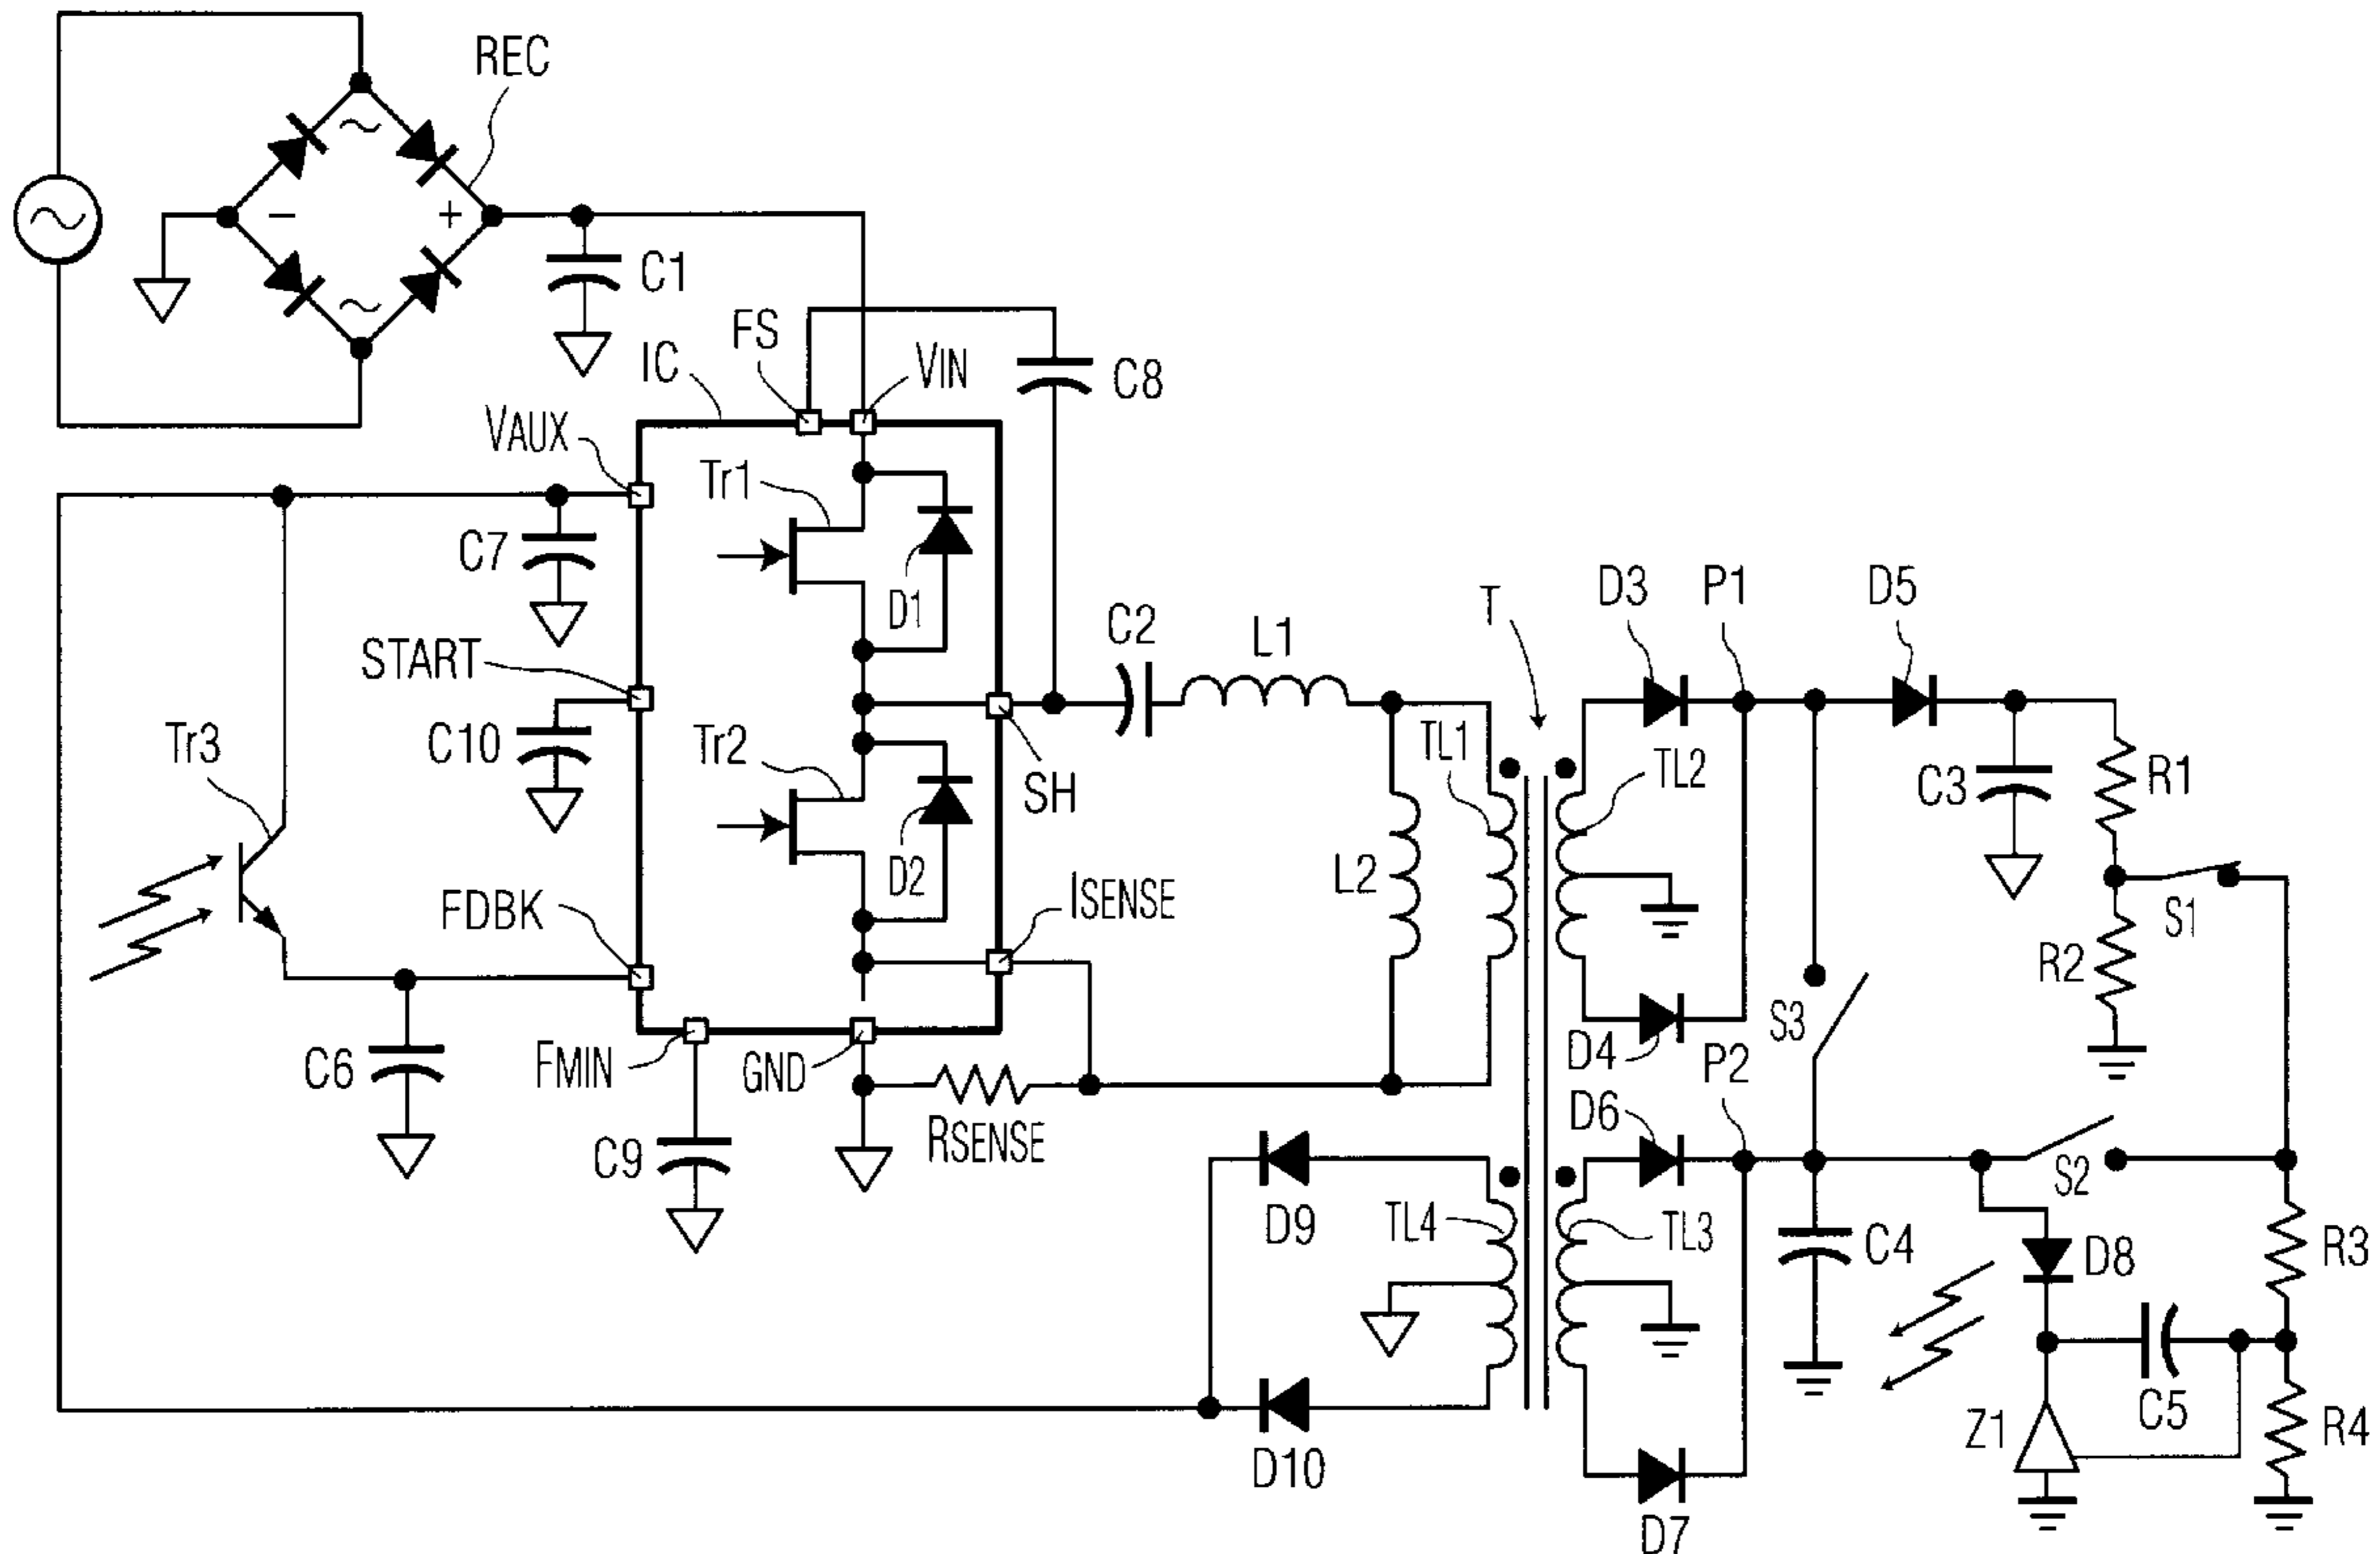 REC
−
+
C1
FS
IC
VIN
C8
VAUX
Tr1
C7
D1
D3
P1
D5
T
C2
L1
START
Tr3
C10
Tr2
SH
TL1
TL2
C3
R1
D2
L2
FDBK
ISENSE
S1
R2
S3
D4
P2
C6
FMIN
GND
D6
C9
RSENSE
D9
TL4
TL3
C4
S2
D8
R3
C5
Z1
R4
D10
D7